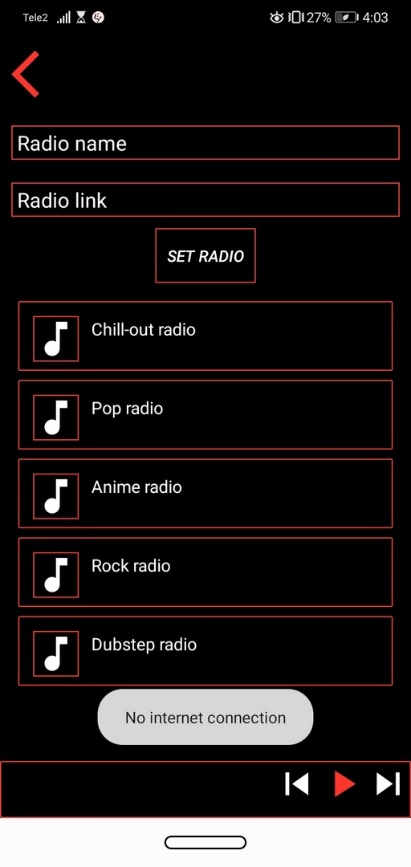 Tele2 27% 4:03
Radio name
Radio link
SET RADIO
Chill-out radio
Pop radio
Anime radio
Rock radio
Dubstep radio
No internet connection